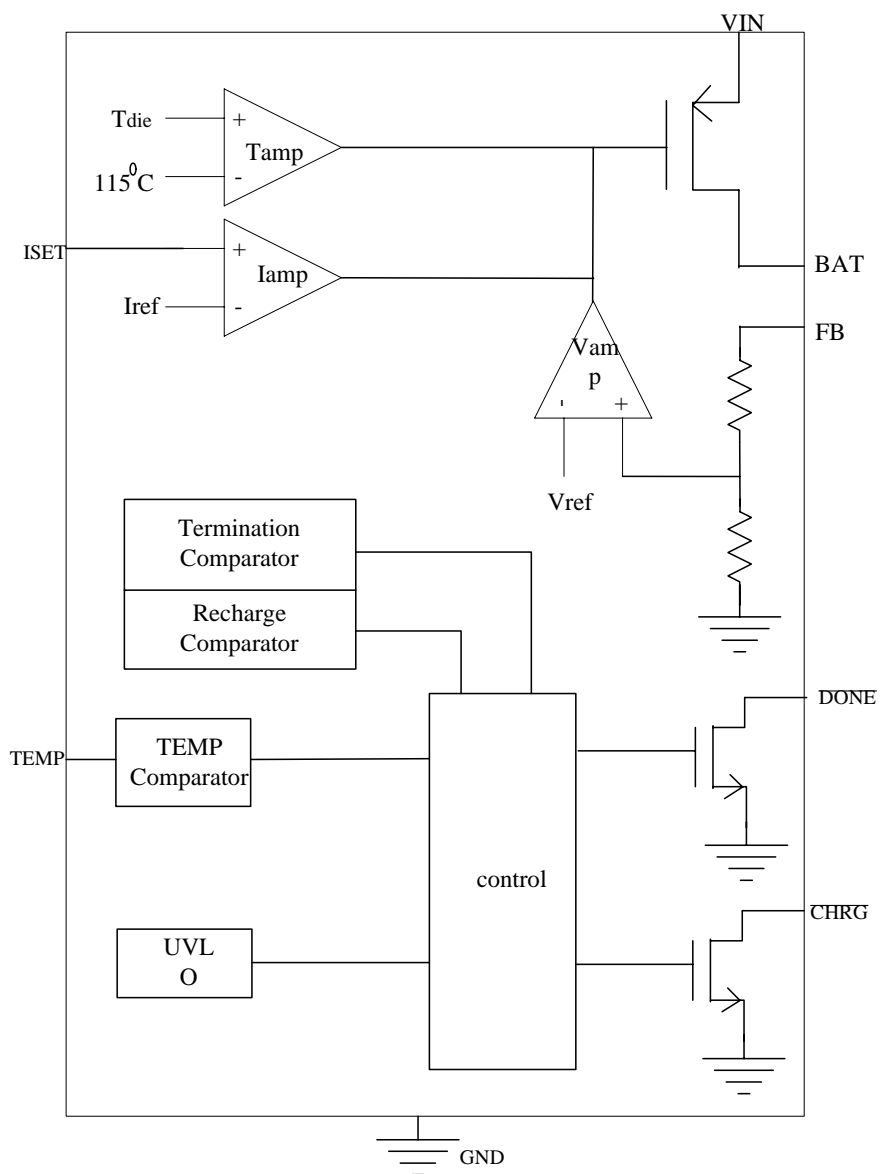 VIN
Tdie
+
Tamp
115⁰C
-
ISET
+
Iamp
BAT
Iref
-
FB
Vam
p
-
+
Vref
Termination
Comparator
Recharge
Comparator
DONE
TEMP
TEMP
Comparator
control
CHRG
UVL
O
GND